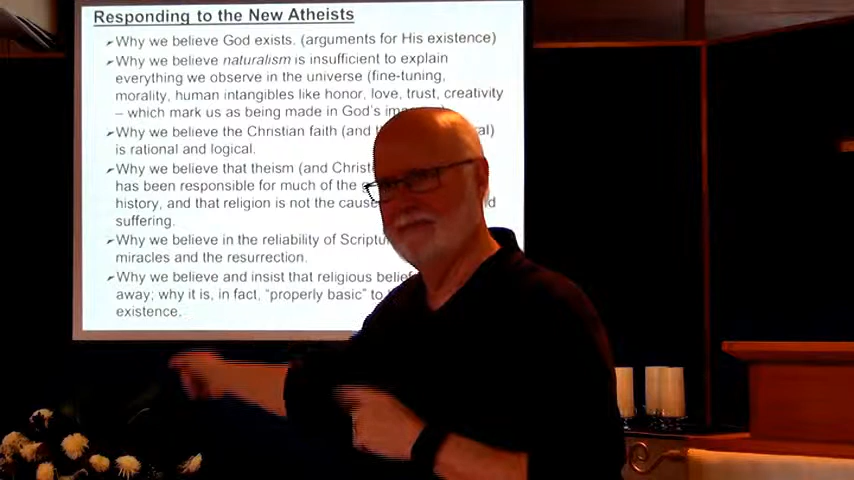 Responding to the New Atheists
➢Why we believe God exists. (arguments for His existence)
➢Why we believe naturalism is insufficient to explain
everything we observe in the universe (fine-tuning,
morality, human intangibles like honor, love, trust, creativity
– which mark us as being made in God's
➢Why we believe the Christian faith (and
is rational and logical.
➢Why we believe that theism (and
has been responsible for much of the
history, and that religion is not the cause
suffering.
➢Why we believe in the reliability of
miracles and the resurrection.
➢Why we believe and insist that religious
away; why it is, in fact, "properly basic" to
existence.